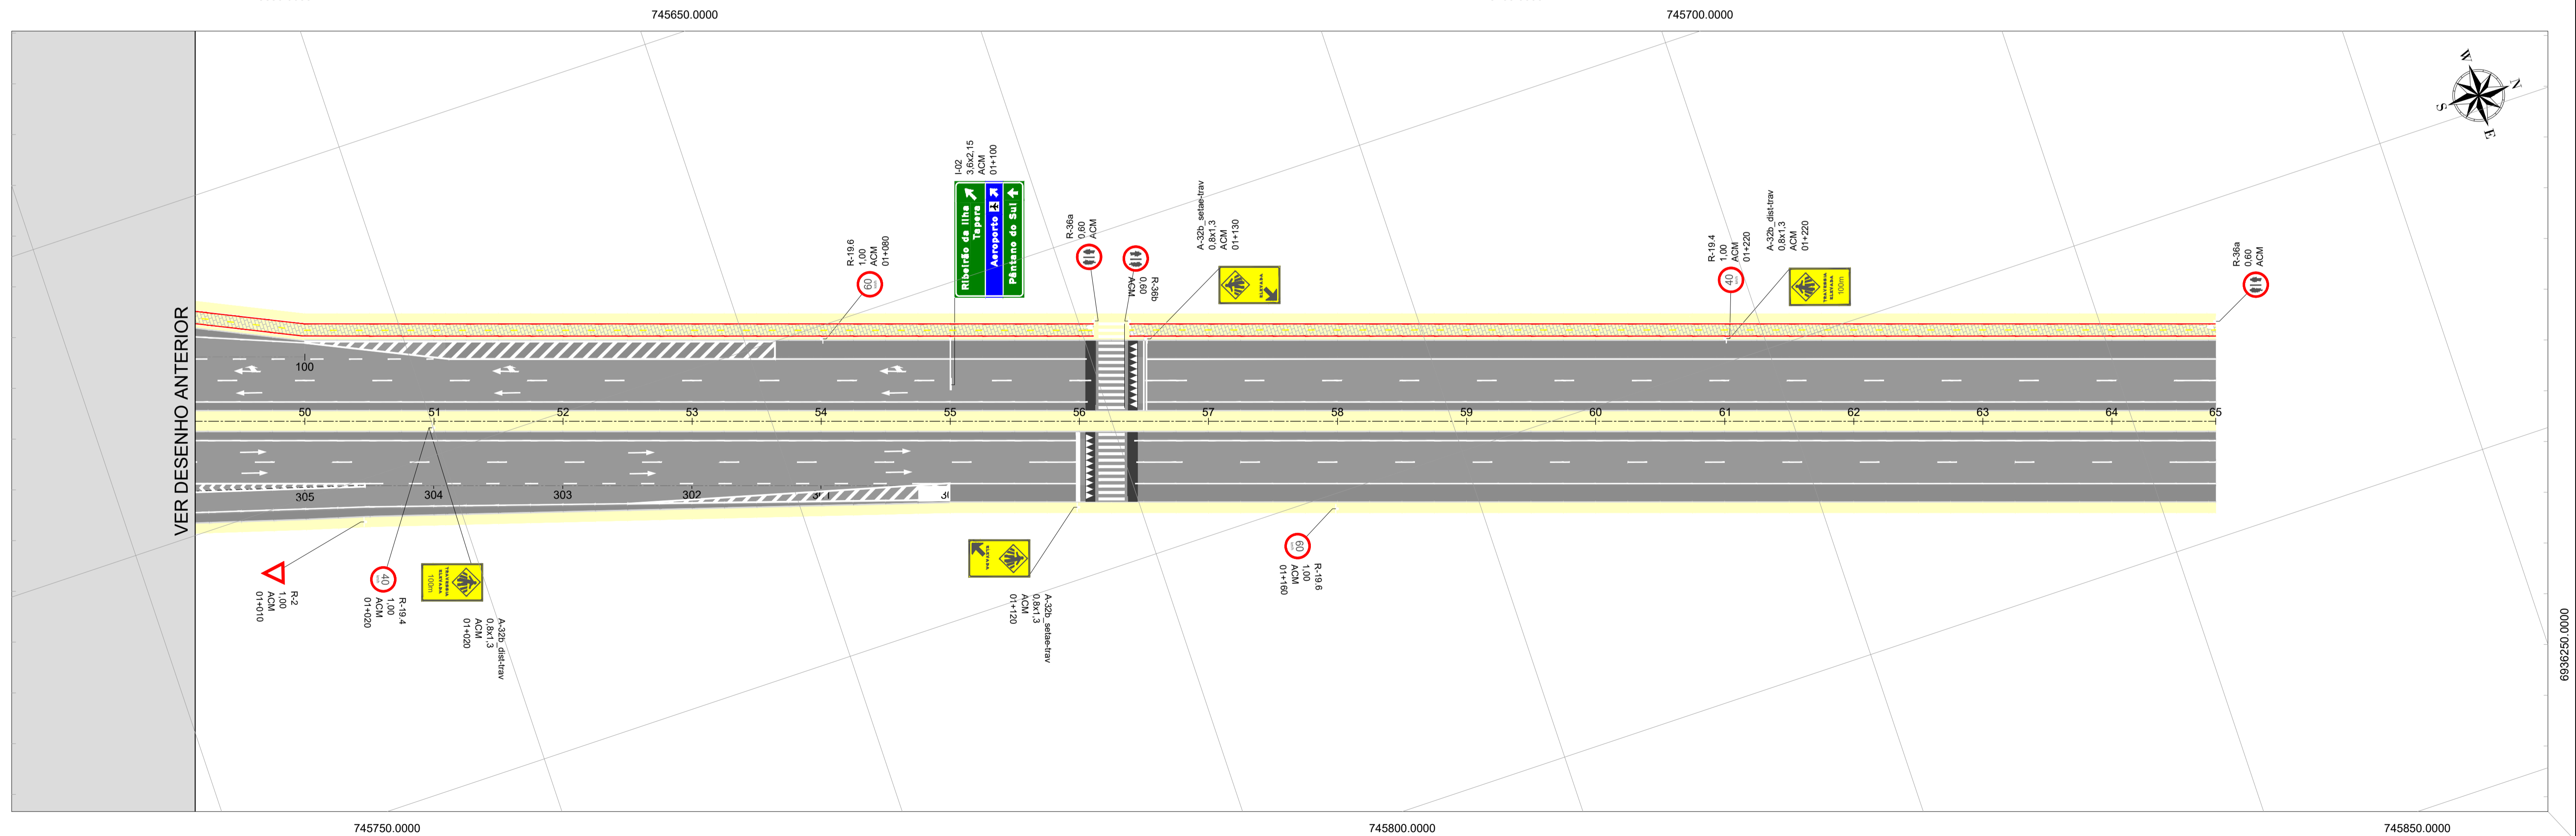 745650.0000
745700.0000
W
N
S
E
VER DESENHO ANTERIOR
I-02
3,6x2,15
ACM
01+100
Ribeirão da Ilha
Tapera
Aeroporto
Pântano do Sul
R-19.6
1,00
ACM
01+080
60
R-36a
0,60
ACM
R-36b
0,60
ACM
A-32b_setae-trav
0,8x1,3
ACM
01+130
ELEVADA
R-19.4
1,00
ACM
01+220
40
A-32b_dist-trav
0,8x1,3
ACM
01+220
TRAVESSIA
ELEVADA
100m
R-36a
0,60
ACM
100
50
51
52
53
54
55
56
57
58
59
60
61
62
63
64
65
305
304
303
302
301
R-2
1,00
ACM
01+010
40
R-19.4
1,00
ACM
01+020
TRAVESSIA
ELEVADA
100m
A-32b_dist-trav
0,8x1,3
ACM
01+020
ELEVADA
A-32b_setae-trav
0,8x1,3
ACM
01+120
60
R-19.6
1,00
ACM
01+160
6936250.0000
745750.0000
745800.0000
745850.0000